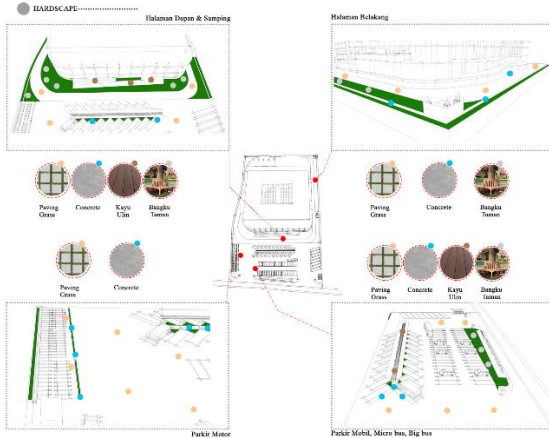 HARDSCAPE
Halaman Depan & Samping
Halaman Belakang
Paving Grass
Concrete
Kayu Ulin
Bangku Taman
Paving Grass
Concrete
Bangku Taman
Paving Grass
Concrete
Paving Grass
Concrete
Kayu Ulin
Bangku Taman
Parkir Motor
Parkir Mobil, Micro bus, Big bus